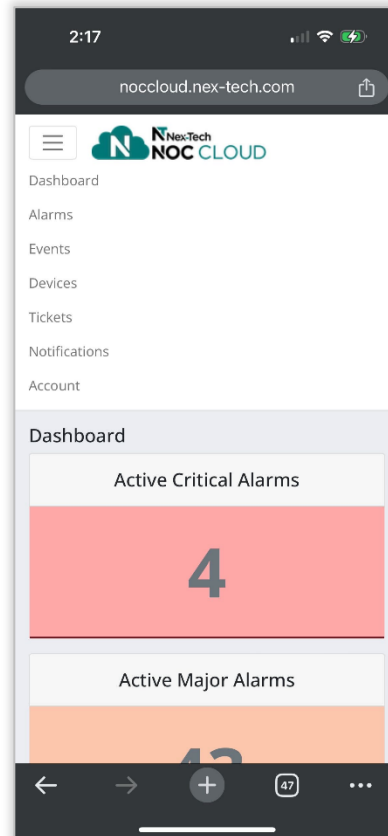 2:17
noccloud.nex-tech.com
N Nex-Tech
NOC CLOUD
Dashboard
Alarms
Events
Devices
Tickets
Notifications
Account
Dashboard
Active Critical Alarms
4
Active Major Alarms
47